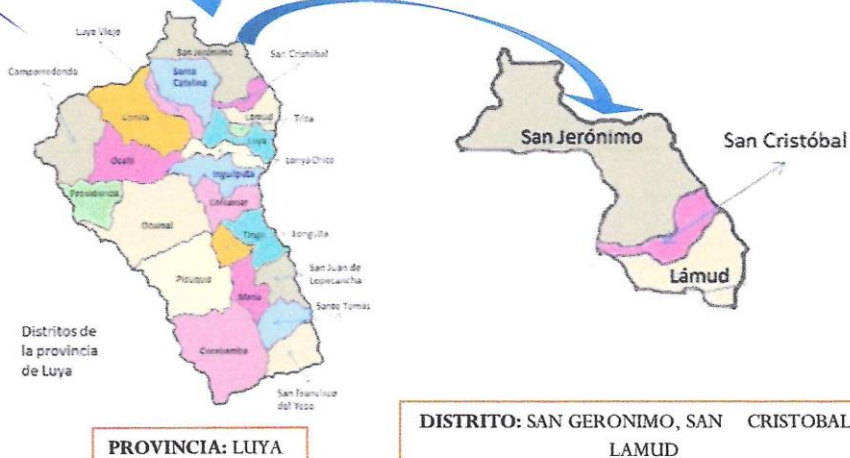 Luya Viejo
San Jerónimo
San Cristóbal
Camporredondo
Santa
Catalina
Lámud
Trita
Conila
Luya
Lonya Chico
Ocalli
Inguilpata
Providencia
Colcamar
Ocumal
Tingo
Longuita
Pisuquia
San Juan de
Lopecancha
María
Santo Tomás
Distritos de
la provincia
de Luya
Cocabamba
San Francisco
del Yeso
PROVINCIA: LUYA
San Jerónimo
San Cristóbal
Lámud
DISTRITO: SAN GERONIMO, SAN CRISTOBAL
LAMUD